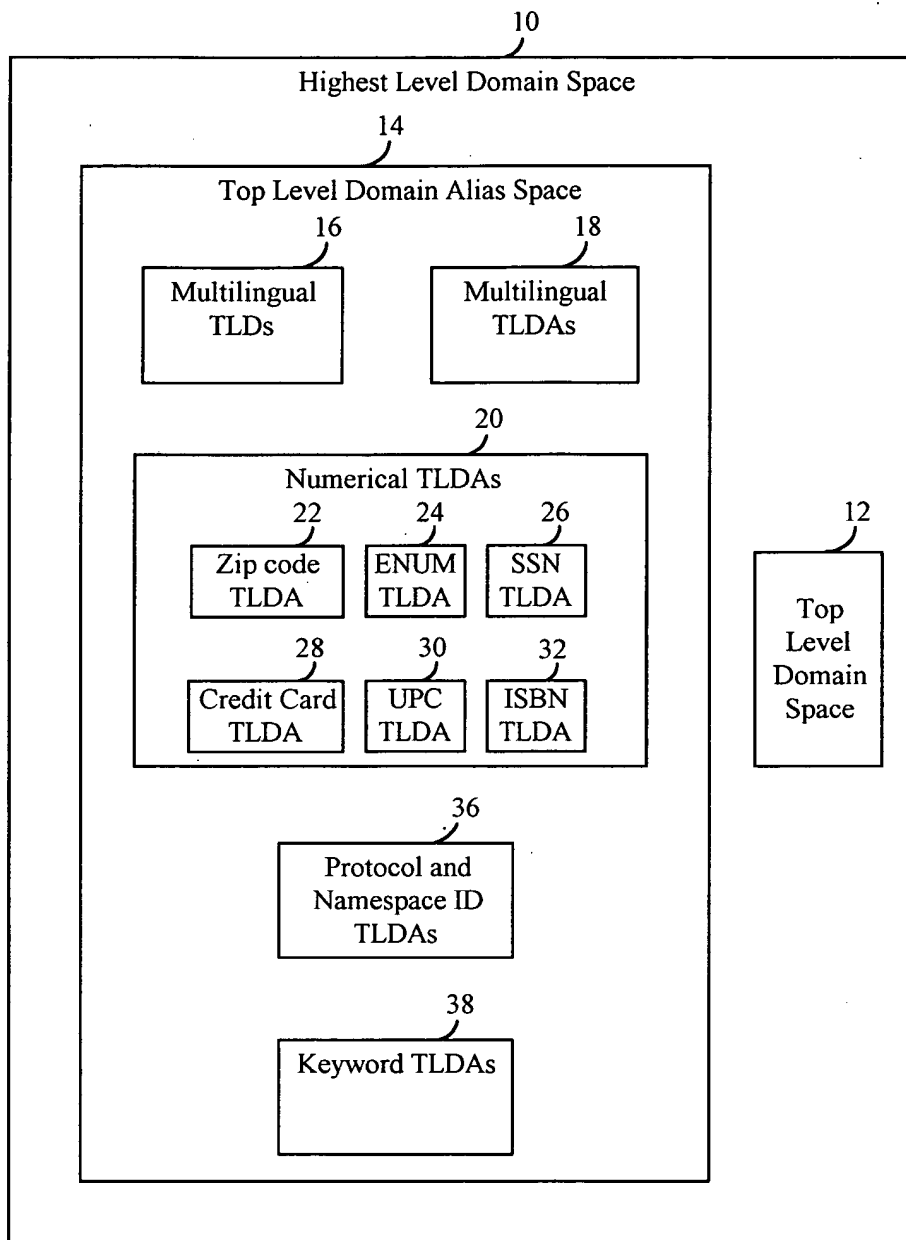 10
Highest Level Domain Space
14
Top Level Domain Alias Space
16
18
Multilingual
TLDs
Multilingual
TLDAs
20
Numerical TLDAs
22
24
26
Zip code
TLDA
ENUM
TLDA
SSN
TLDA
28
30
32
Credit Card
TLDA
UPC
TLDA
ISBN
TLDA
12
Top
Level
Domain
Space
36
Protocol and
Namespace ID
TLDAs
38
Keyword TLDAs